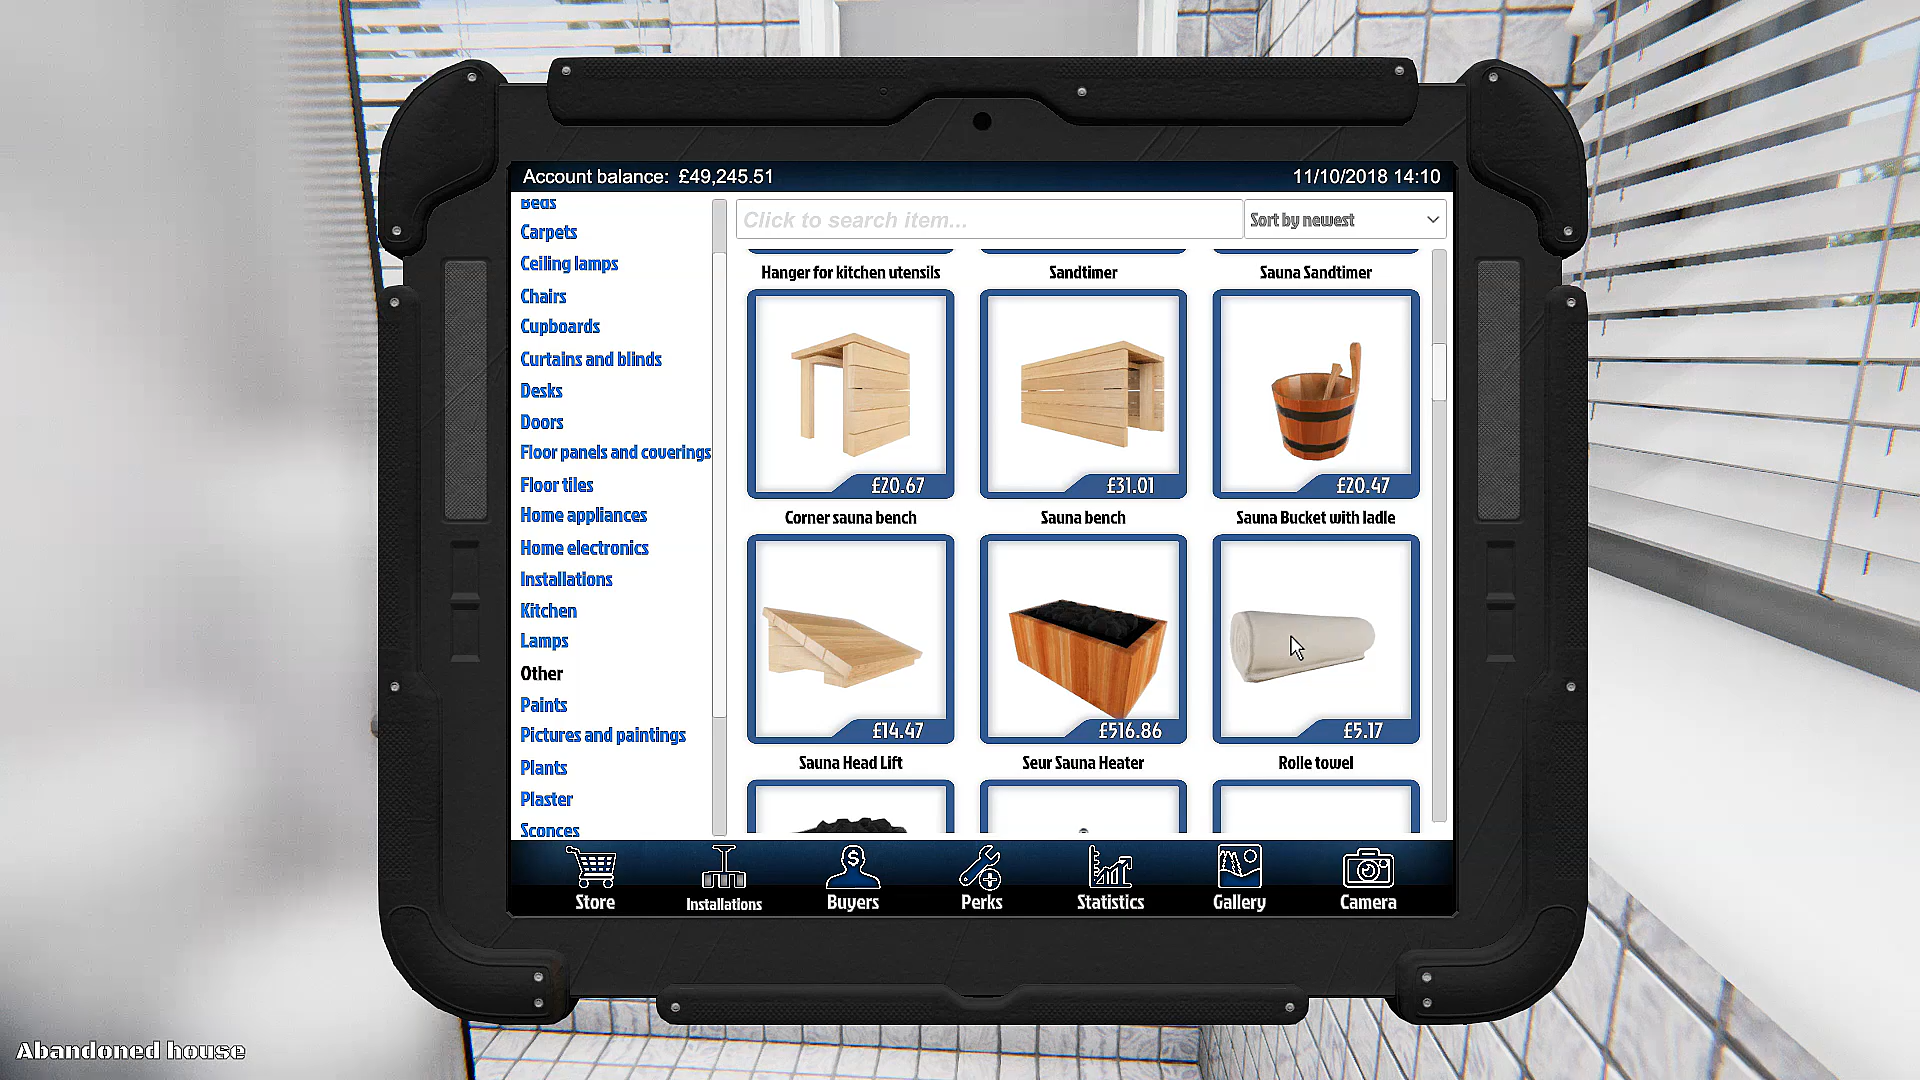 Account balance: £49,245.51
11/10/2018 14:10
Beds
Carpets
Ceiling lamps
Chairs
Cupboards
Curtains and blinds
Desks
Doors
Floor panels and coverings
Floor tiles
Home appliances
Home electronics
Installations
Kitchen
Lamps
Other
Paints
Pictures and paintings
Plants
Plaster
Sconces
Click to search item...
Sort by newest
Hanger for kitchen utensils
Sandtimer
Sauna Sandtimer
£20.67
£31.01
£20.47
Corner sauna bench
Sauna bench
Sauna Bucket with ladle
£14.47
£516.86
£5.17
Sauna Head Lift
Seur Sauna Heater
Rolle towel
Store
Installations
Buyers
Perks
Statistics
Gallery
Camera
Abandoned house